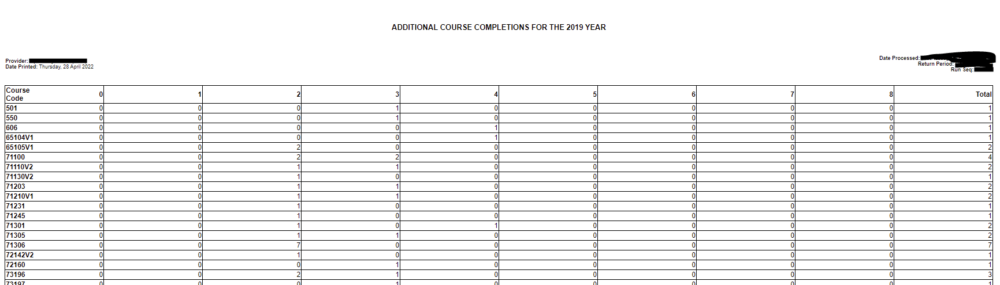 ADDITIONAL COURSE COMPLETIONS FOR THE 2019 YEAR
Provider:
Date Printed: Thursday, 28 April 2022
Date Processed:
Return Period:
Run Seq:
Course Code 0 1 2 3 4 5 6 7 8 Total
501 0 0 0 1 0 0 0 0 0 1
550 0 0 0 1 0 0 0 0 0 1
606 0 0 0 0 1 0 0 0 0 1
65104V1 0 0 0 0 1 0 0 0 0 1
65105V1 0 0 2 0 0 0 0 0 0 2
71100 0 0 2 2 0 0 0 0 0 4
71110V2 0 0 1 1 0 0 0 0 0 2
71130V2 0 0 1 0 0 0 0 0 0 1
71203 0 0 1 1 0 0 0 0 0 2
71210V1 0 0 1 1 0 0 0 0 0 2
71231 0 0 1 0 0 0 0 0 0 1
71245 0 0 1 0 0 0 0 0 0 1
71301 0 0 1 0 1 0 0 0 0 2
71305 0 0 1 1 0 0 0 0 0 2
71306 0 0 7 0 0 0 0 0 0 7
72142V2 0 0 1 0 0 0 0 0 0 1
72160 0 0 0 1 0 0 0 0 0 1
73196 0 0 2 1 0 0 0 0 0 3
73197 0 0 0 1 0 0 0 0 0 1